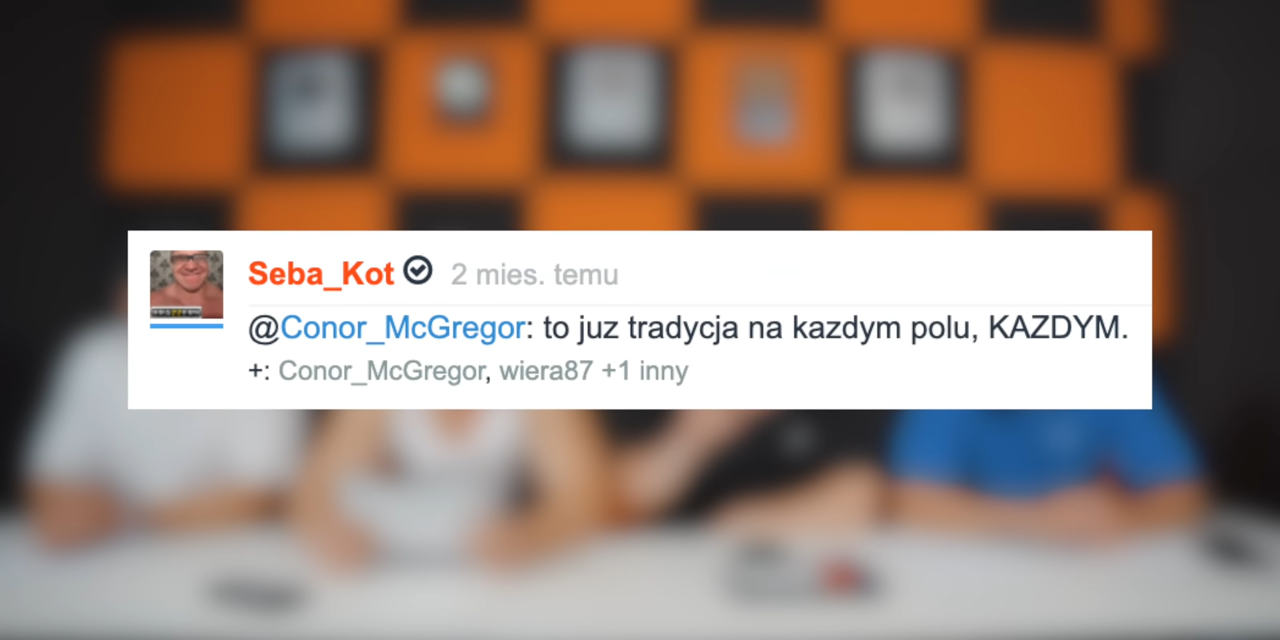 Seba_Kot 2 mies. temu
@Conor_McGregor: to juz tradycja na kazdym polu, KAZDYM.
+: Conor_McGregor, wiera87 +1 inny